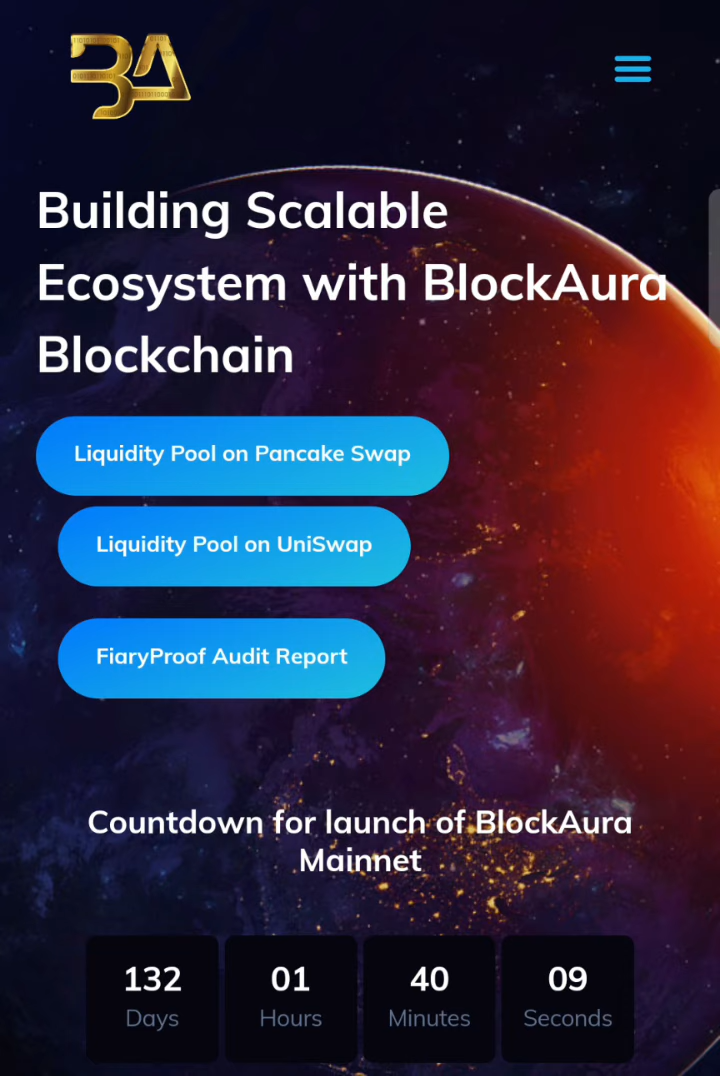 BA
Building Scalable
Ecosystem with BlockAura
Blockchain
Liquidity Pool on Pancake Swap
Liquidity Pool on UniSwap
FiaryProof Audit Report
Countdown for launch of BlockAura
Mainnet
132
01
40
09
Days
Hours
Minutes
Seconds